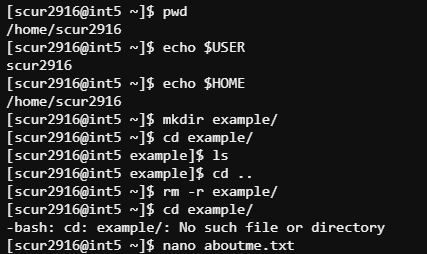 [scur2916@int5 ~]$ pwd
/home/scur2916
[scur2916@int5 ~]$ echo $USER
scur2916
[scur2916@int5 ~]$ echo $HOME
/home/scur2916
[scur2916@int5 ~]$ mkdir example/
[scur2916@int5 ~]$ cd example/
[scur2916@int5 example]$ ls
[scur2916@int5 example]$ cd ..
[scur2916@int5 ~]$ rm -r example/
[scur2916@int5 ~]$ cd example/
-bash: cd: example/: No such file or directory
[scur2916@int5 ~]$ nano aboutme.txt